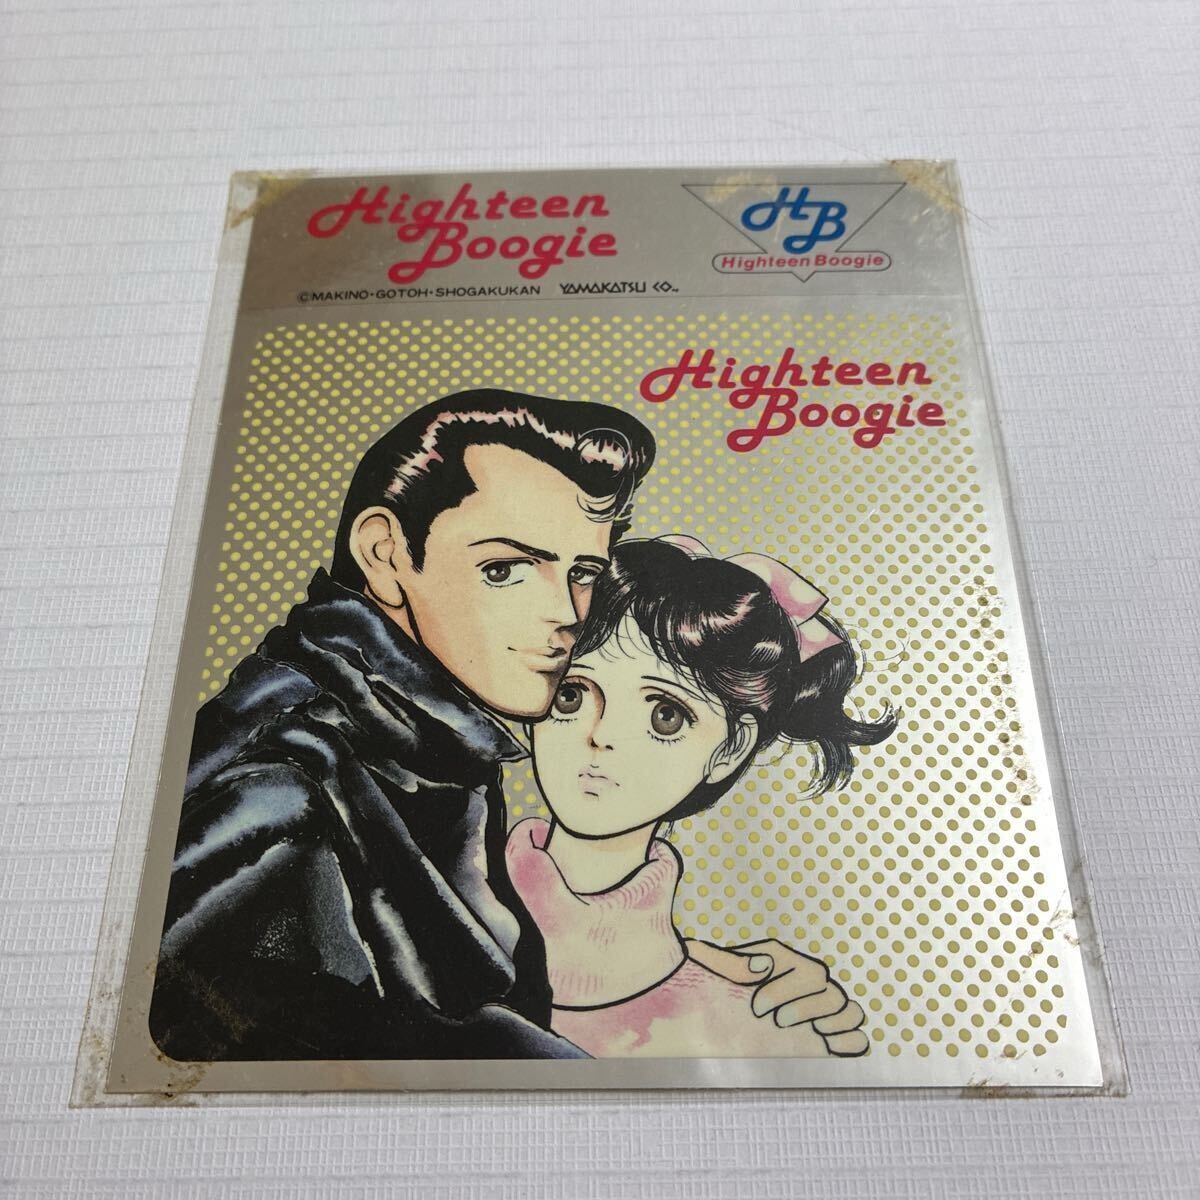 Highteen
Boogie
HB
Highteen Boogie
©MAKINO・GOTOH・SHOGAKUKAN YAMAKATSU CO.,
Highteen
Boogie